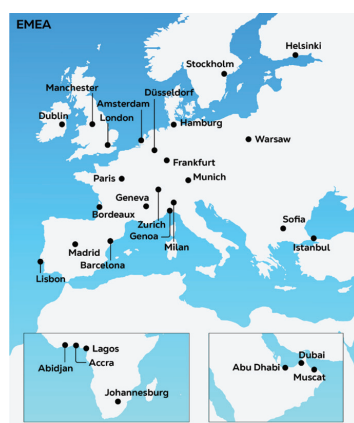 EMEA
Helsinki
Stockholm
Manchester
Düsseldorf
Amsterdam
Dublin
London
Hamburg
Warsaw
Frankfurt
Paris
Munich
Geneva
Bordeaux
Zurich
Sofia
Genoa
Milan
Istanbul
Madrid
Barcelona
Lisbon
Lagos
Accra
Abidjan
Johannesburg
Dubai
Abu Dhabi
Muscat